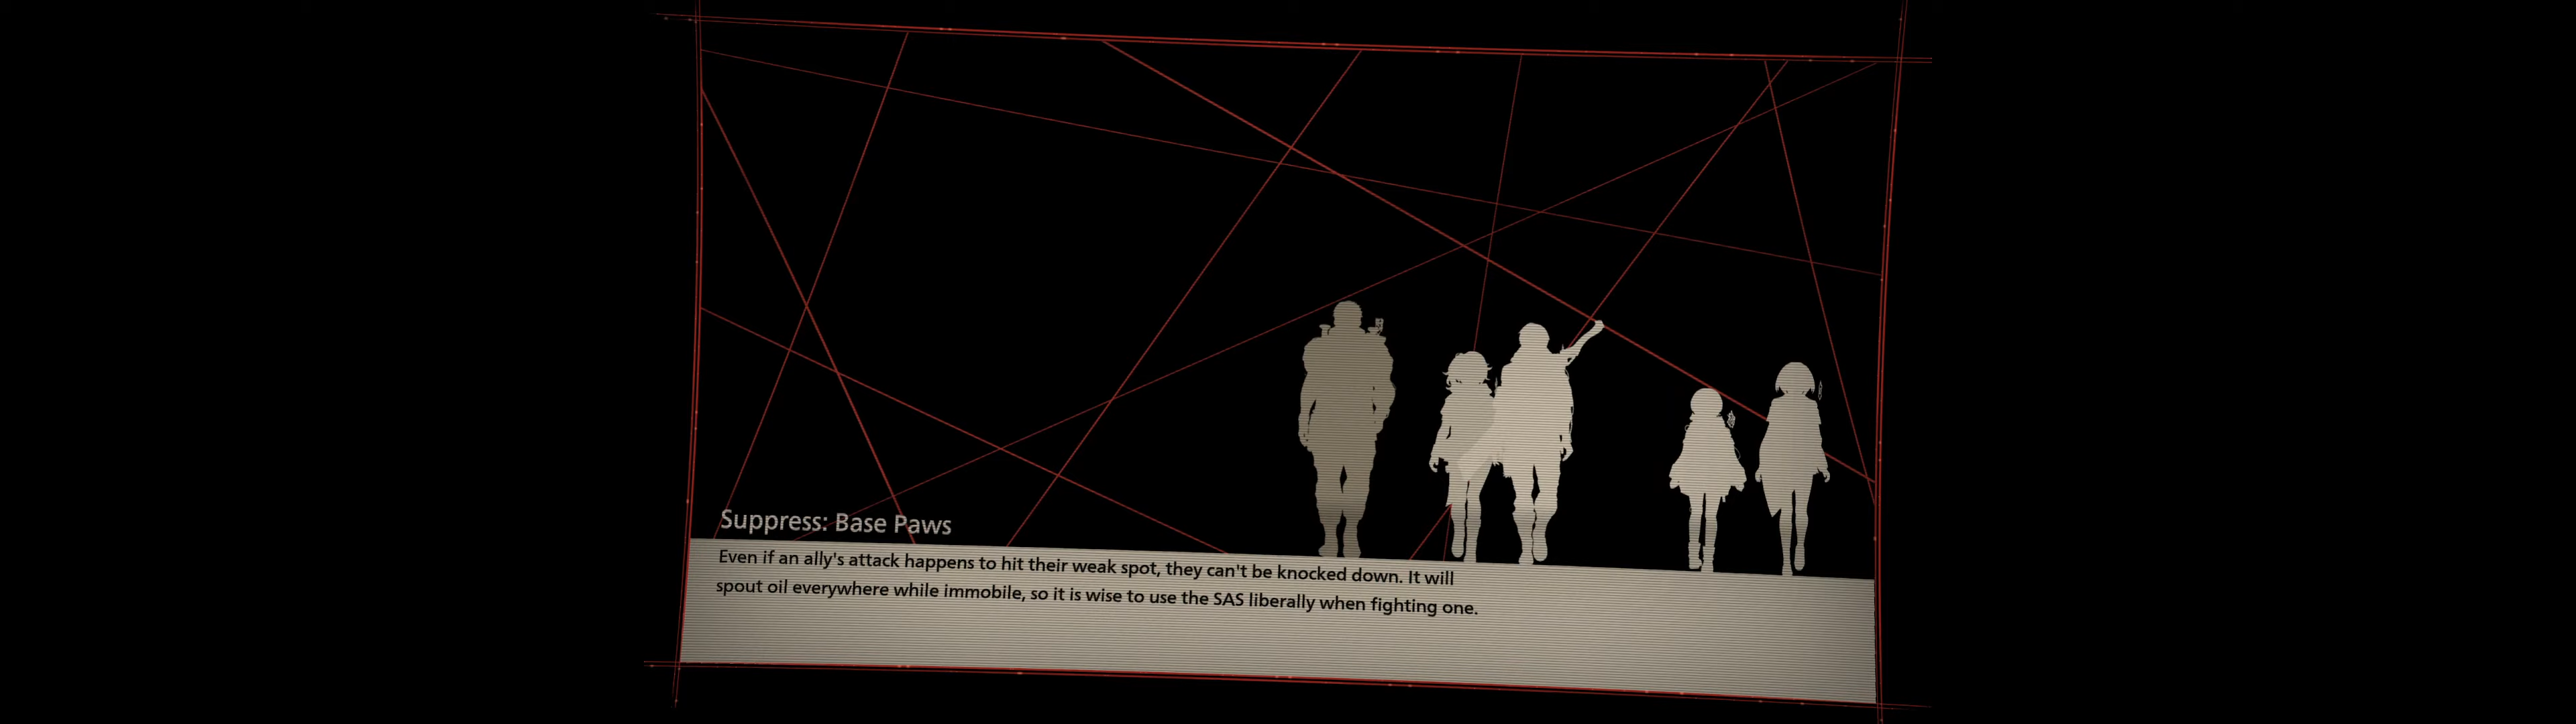 Suppress: Base Paws
Even if an ally's attack happens to hit their weak spot, they can't be knocked down. It will
spout oil everywhere while immobile, so it is wise to use the SAS liberally when fighting one.